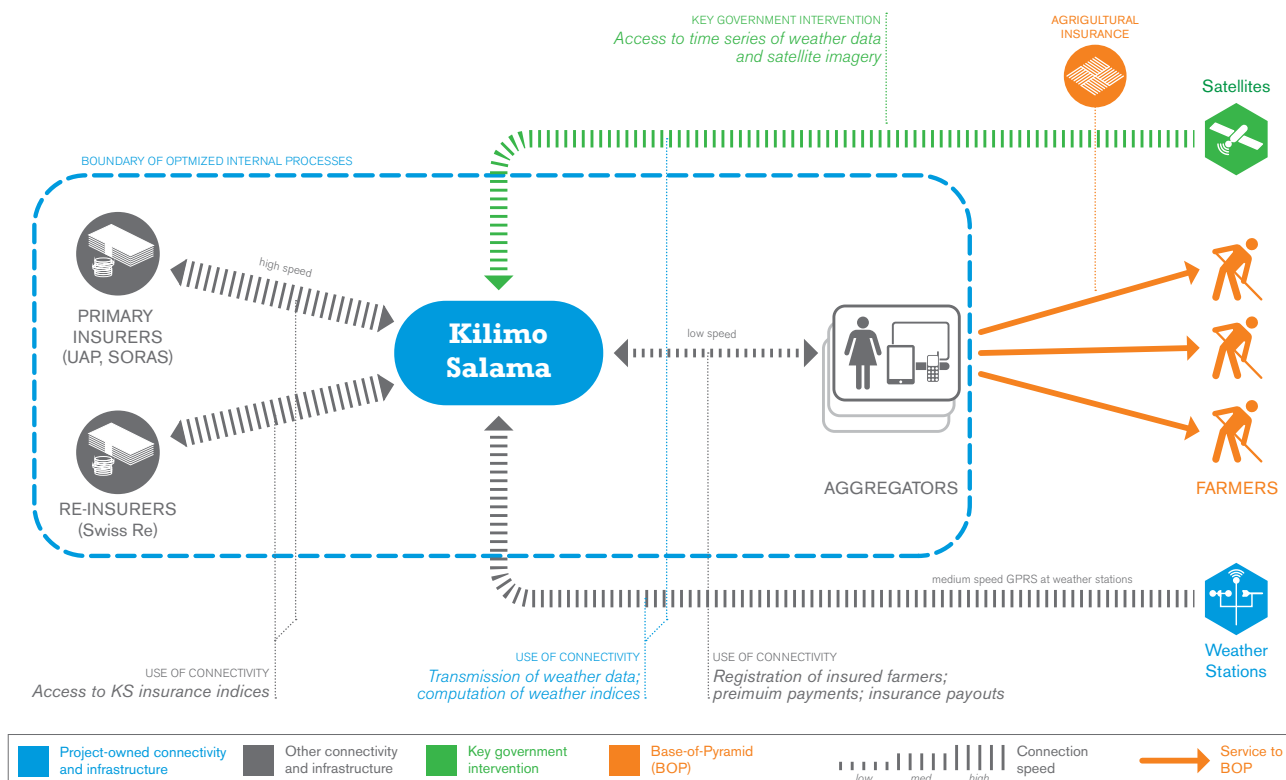 KEY GOVERNMENT INTERVENTION
Access to time series of weather data
and satellite imagery
AGRIGULTURAL
INSURANCE
Satellites
BOUNDARY OF OPTMIZED INTERNAL PROCESSES
high speed
PRIMARY
INSURERS
(UAP, SORAS)
Kilimo
Salama
low speed
RE-INSURERS
(Swiss Re)
AGGREGATORS
FARMERS
medium speed GPRS at weather stations
Weather
Stations
USE OF CONNECTIVITY
Access to KS insurance indices
USE OF CONNECTIVITY
Transmission of weather data;
computation of weather indices
USE OF CONNECTIVITY
Registration of insured farmers;
preimuim payments; insurance payouts
Project-owned connectivity
and infrastructure
Other connectivity
and infrastructure
Key government
intervention
Base-of-Pyramid
(BOP)
low med high
Connection
speed
Service to
BOP